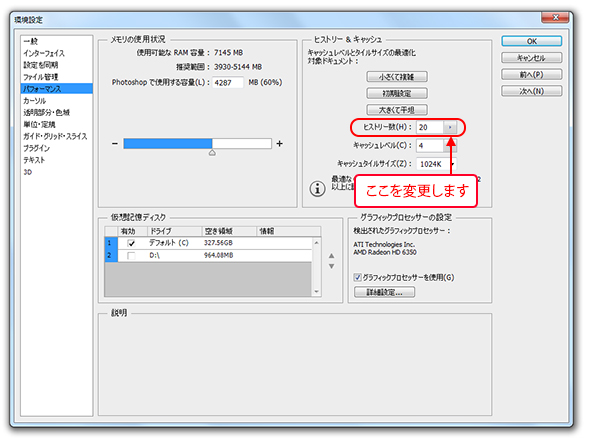 環境設定
一般
インターフェイス
設定を同期
ファイル管理
パフォーマンス
カーソル
透明部分・色域
単位・定規
ガイド・グリッド・スライス
プラグイン
テキスト
3D
メモリの使用状況
使用可能な RAM 容量： 7145 MB
推奨範囲： 3930-5144 MB
Photoshop で使用する容量(L)： 4287 MB (60%)
− +
ヒストリー & キャッシュ
キャッシュレベルとタイルサイズの最適化
対象ドキュメント：
小さくて複雑
初期設定
大きくて平坦
ヒストリー数(H)： 20
キャッシュレベル(C)： 4
キャッシュタイルサイズ(Z)： 1024K
最適な 2
以上に
ここを変更します
OK
キャンセル
前へ(P)
次へ(N)
仮想記憶ディスク
有効 ドライブ 空き領域 情報
1 デフォルト (C) 327.56GB
2 D:\ 964.08MB
グラフィックプロセッサーの設定
検出されたグラフィックプロセッサー：
ATI Technologies Inc.
AMD Radeon HD 6350
グラフィックプロセッサーを使用(G)
詳細設定...
説明